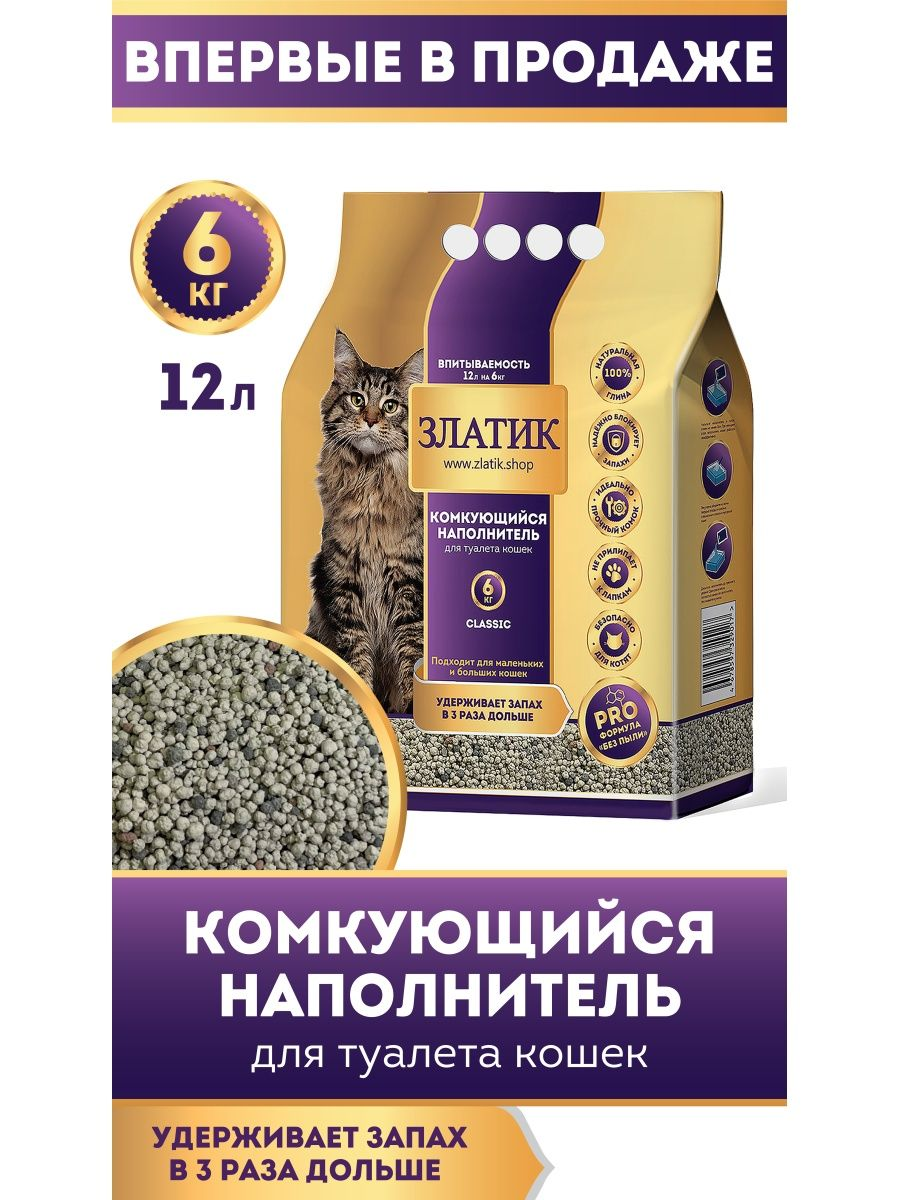 ВПЕРВЫЕ В ПРОДАЖЕ
6
КГ
12 л
ВПИТЫВАЕМОСТЬ
12л на 6кг
ЗЛАТИК
www.zlatik.shop
КОМКУЮЩИЙСЯ
НАПОЛНИТЕЛЬ
для туалета кошек
6
КГ
CLASSIC
Подходит для маленьких
и больших кошек
УДЕРЖИВАЕТ ЗАПАХ
В 3 РАЗА ДОЛЬШЕ
НАТУРАЛЬНАЯ
100%
ГЛИНА
НАДЁЖНО БЛОКИРУЕТ
ЗАПАХИ
ИДЕАЛЬНО
ПРОЧНЫЙ КОМОК
НЕ ПРИЛИПАЕТ
К ЛАПКАМ
БЕЗОПАСНО
ДЛЯ КОТЯТ
PRO
ФОРМУЛА
"БЕЗ ПЫЛИ"
КОМКУЮЩИЙСЯ
НАПОЛНИТЕЛЬ
для туалета кошек
УДЕРЖИВАЕТ ЗАПАХ
В 3 РАЗА ДОЛЬШЕ